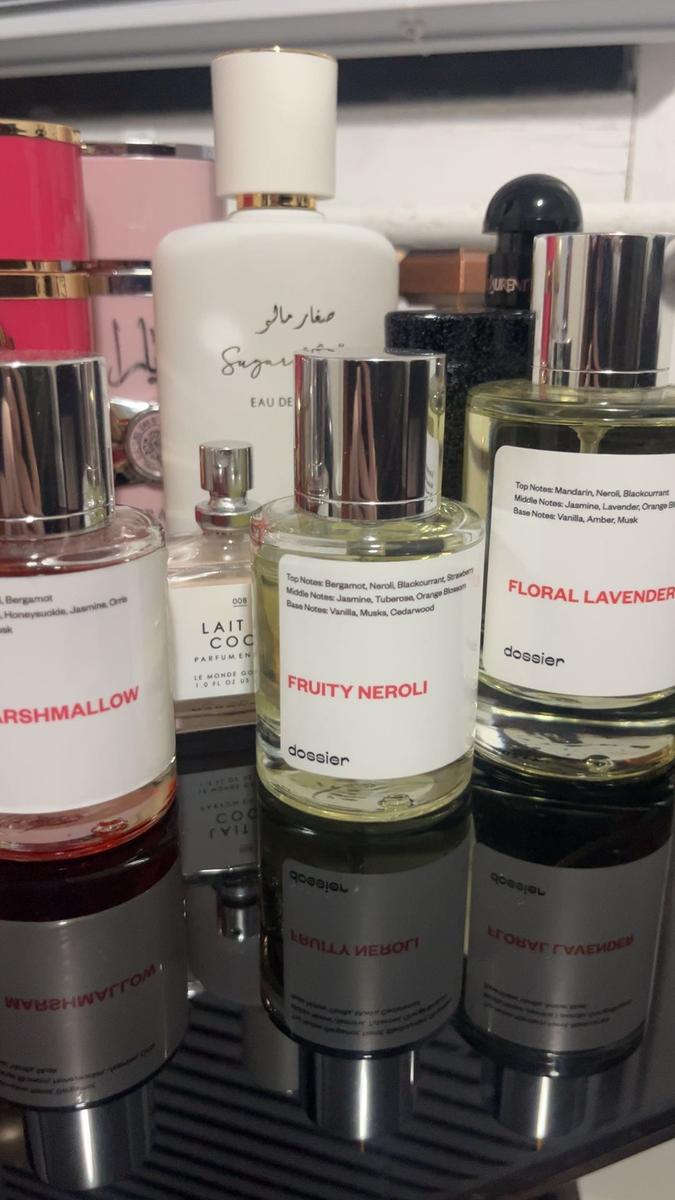 صغار مالو
Sugar
EAU DE
LAURENT
Top Notes: Mandarin, Neroli, Blackcurrant
Middle Notes: Jasmine, Lavender, Orange Bl
Base Notes: Vanilla, Amber, Musk
FLORAL LAVENDER
dossier
Top Notes: Bergamot, Neroli, Blackcurrant, Strawberry
Middle Notes: Jasmine, Tuberose, Orange Blossom
Base Notes: Vanilla, Musks, Cedarwood
FRUITY NEROLI
dossier
008
LAIT
COC
PARFUM EN
LE MONDE GO
1.0 FL OZ US
, Bergamot
, Honeysuckle, Jasmine, Orris
usk
ARSHMALLOW